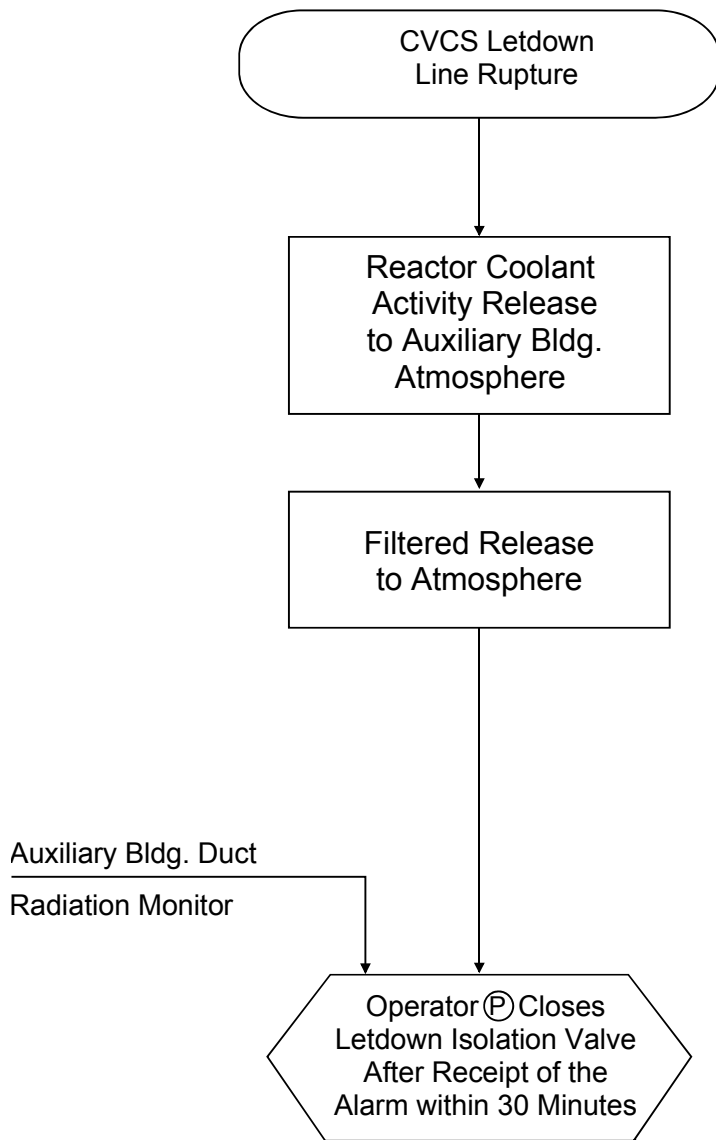 CVCS Letdown
Line Rupture
Reactor Coolant
Activity Release
to Auxiliary Bldg.
Atmosphere
Filtered Release
to Atmosphere
Auxiliary Bldg. Duct
Radiation Monitor
Operator Ⓟ Closes
Letdown Isolation Valve
After Receipt of the
Alarm within 30 Minutes